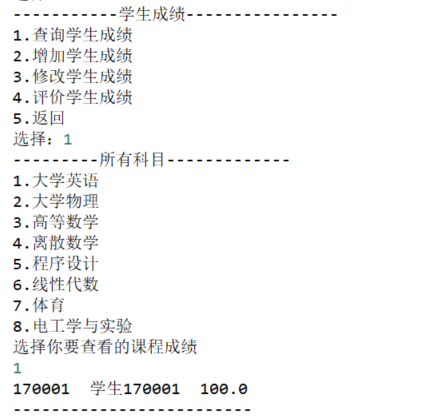 -----------学生成绩----------------
1.查询学生成绩
2.增加学生成绩
3.修改学生成绩
4.评价学生成绩
5.返回
选择：1
---------所有科目-------------
1.大学英语
2.大学物理
3.高等数学
4.离散数学
5.程序设计
6.线性代数
7.体育
8.电工学与实验
选择你要查看的课程成绩
1
170001  学生170001  100.0
-------------------------